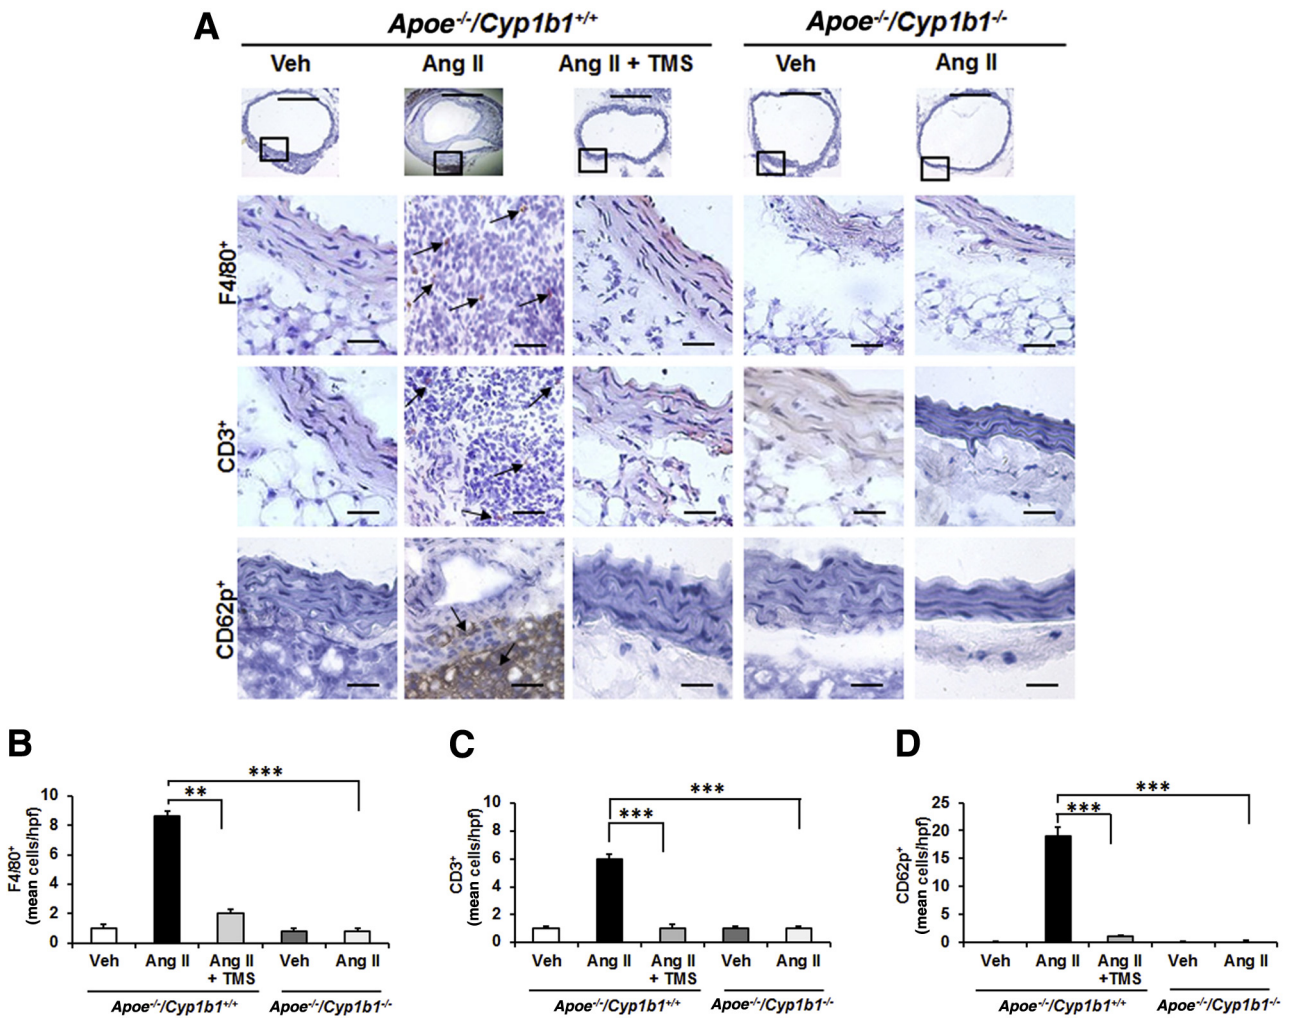 A
Apoe-/-/Cyp1b1+/+ Apoe-/-/Cyp1b1-/-
Veh Ang II Ang II + TMS Veh Ang II
F4/80+
CD3+
CD62p+
B
***
**
F4/80+
(mean cells/hpf)
10
8
6
4
2
0
Veh Ang II Ang II Veh Ang II
+ TMS
Apoe-/-/Cyp1b1+/+ Apoe-/-/Cyp1b1-/-
C
***
***
CD3+
(mean cells/hpf)
10
8
6
4
2
0
Veh Ang II Ang II Veh Ang II
+ TMS
Apoe-/-/Cyp1b1+/+ Apoe-/-/Cyp1b1-/-
D
***
***
CD62p+
(mean cells/hpf)
25
20
15
10
5
0
Veh Ang II Ang II Veh Ang II
+TMS
Apoe-/-/Cyp1b1+/+ Apoe-/-/Cyp1b1-/-